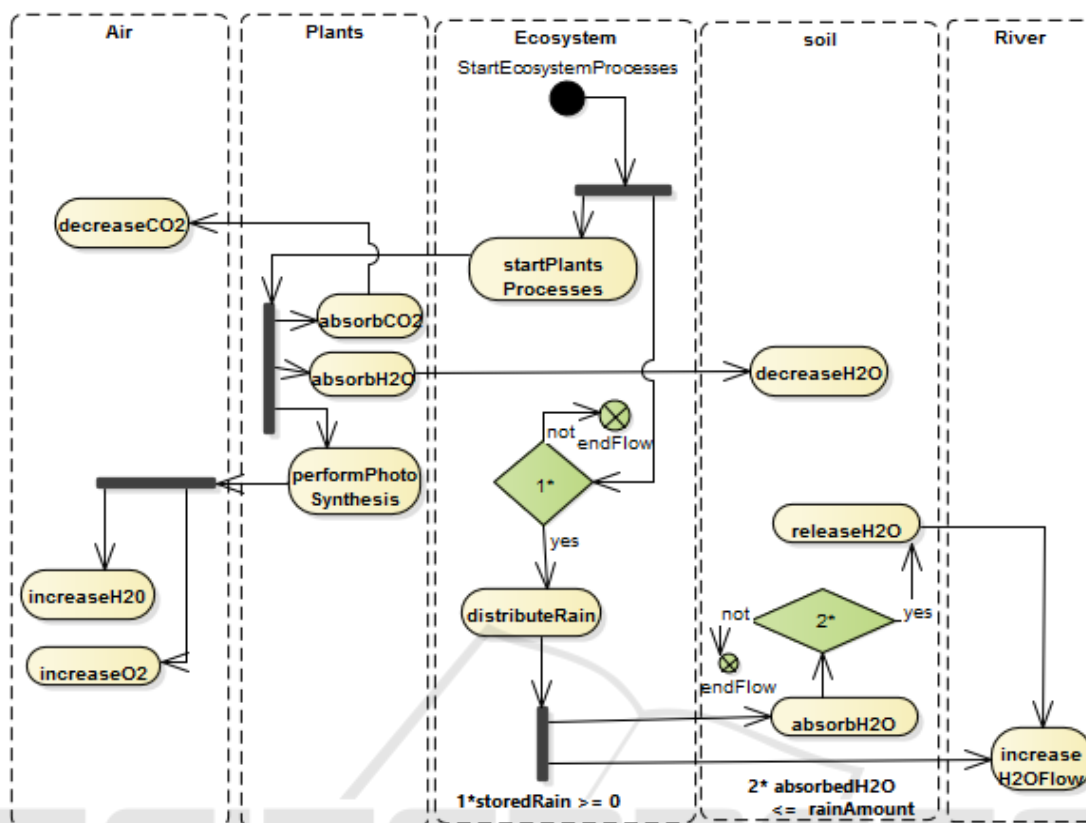 Air
Plants
Ecosystem
soil
River
StartEcosystemProcesses
decreaseCO2
startPlants
Processes
absorbCO2
absorbH2O
decreaseH2O
not
endFlow
1*
yes
performPhoto
Synthesis
releaseH2O
increaseH20
distributeRain
not
2*
yes
endFlow
increaseO2
absorbH2O
increase
H2OFlow
1*storedRain >= 0
2* absorbedH2O
<= rainAmount